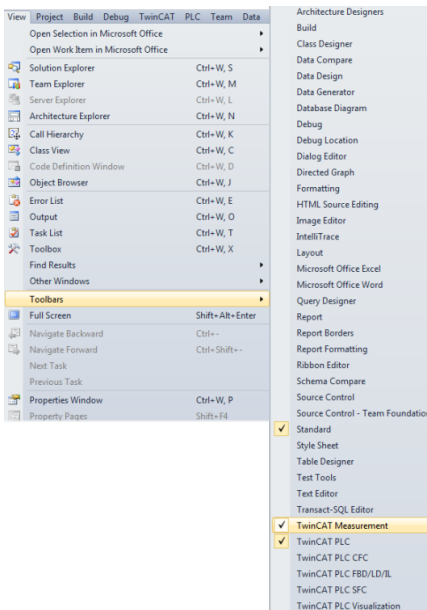 View Project Build Debug TwinCAT PLC Team Data
Open Selection in Microsoft Office
Open Work Item in Microsoft Office
Solution Explorer Ctrl+W, S
Team Explorer Ctrl+W, M
Server Explorer Ctrl+W, L
Architecture Explorer Ctrl+W, N
Call Hierarchy Ctrl+W, K
Class View Ctrl+W, C
Code Definition Window Ctrl+W, D
Object Browser Ctrl+W, J
Error List Ctrl+W, E
Output Ctrl+W, O
Task List Ctrl+W, T
Toolbox Ctrl+W, X
Find Results
Other Windows
Toolbars
Full Screen Shift+Alt+Enter
Navigate Backward Ctrl+-
Navigate Forward Ctrl+Shift+-
Next Task
Previous Task
Properties Window Ctrl+W, P
Property Pages Shift+F4
Architecture Designers
Build
Class Designer
Data Compare
Data Design
Data Generator
Database Diagram
Debug
Debug Location
Dialog Editor
Directed Graph
Formatting
HTML Source Editing
Image Editor
IntelliTrace
Layout
Microsoft Office Excel
Microsoft Office Word
Query Designer
Report
Report Borders
Report Formatting
Ribbon Editor
Schema Compare
Source Control
Source Control - Team Foundation
Standard
Style Sheet
Table Designer
Test Tools
Text Editor
Transact-SQL Editor
TwinCAT Measurement
TwinCAT PLC
TwinCAT PLC CFC
TwinCAT PLC FBD/LD/IL
TwinCAT PLC SFC
TwinCAT PLC Visualization